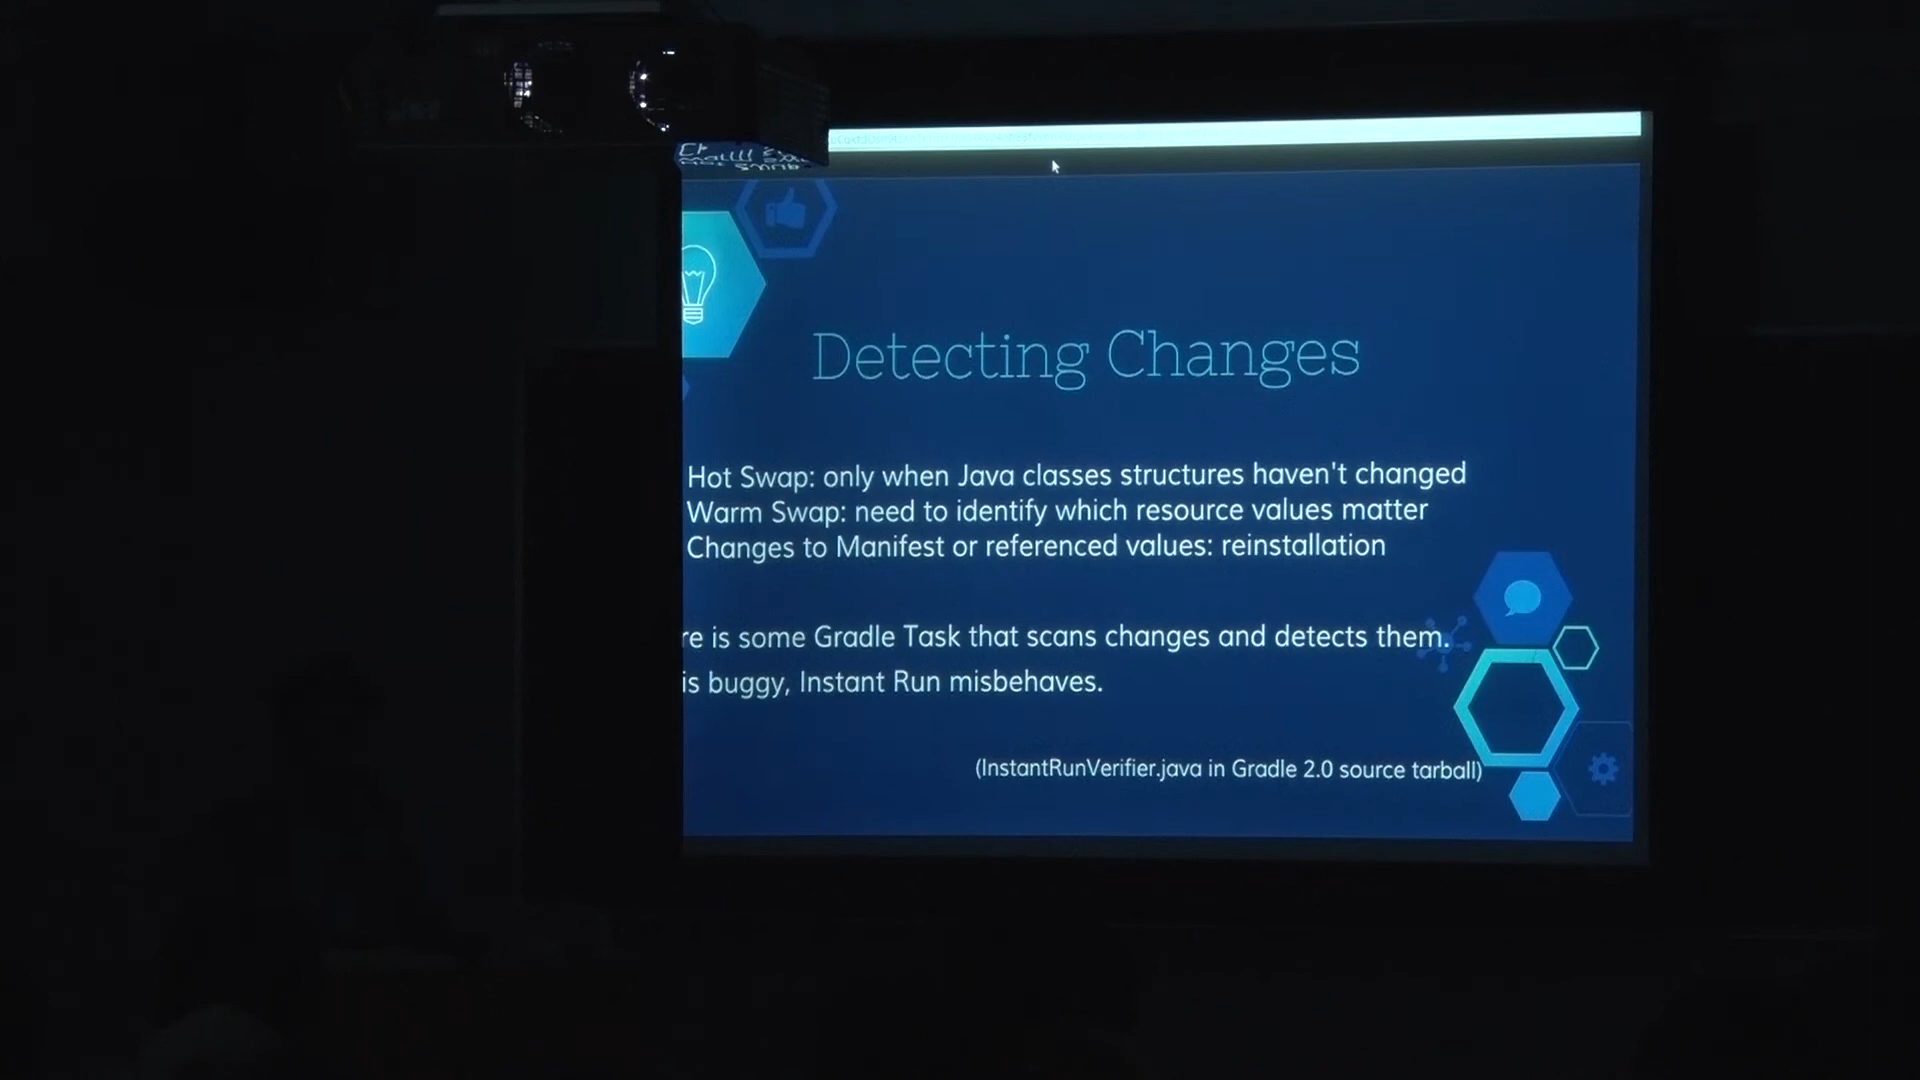 Detecting Changes
Hot Swap: only when Java classes structures haven't changed
Warm Swap: need to identify which resource values matter
Changes to Manifest or referenced values: reinstallation
re is some Gradle Task that scans changes and detects them.
is buggy, Instant Run misbehaves.
(InstantRunVerifier.java in Gradle 2.0 source tarball)